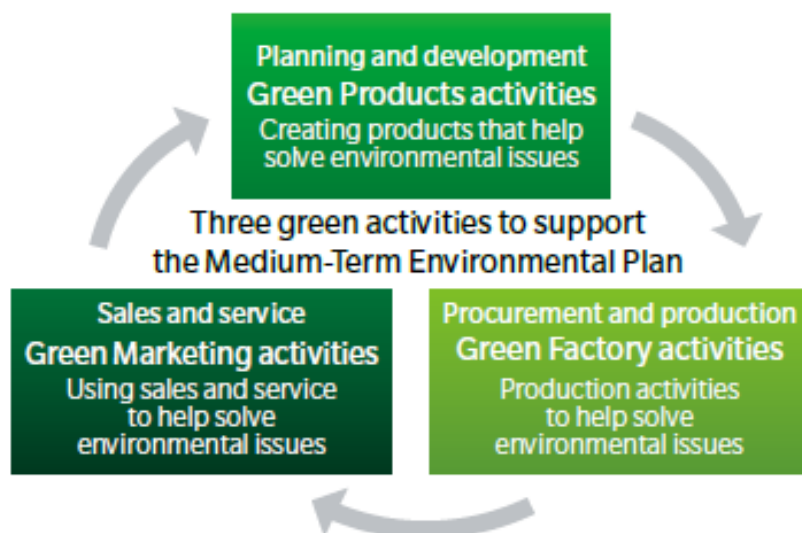 Planning and development
Green Products activities
Creating products that help
solve environmental issues
Three green activities to support
the Medium-Term Environmental Plan
Sales and service
Green Marketing activities
Using sales and service
to help solve
environmental issues
Procurement and production
Green Factory activities
Production activities
to help solve
environmental issues